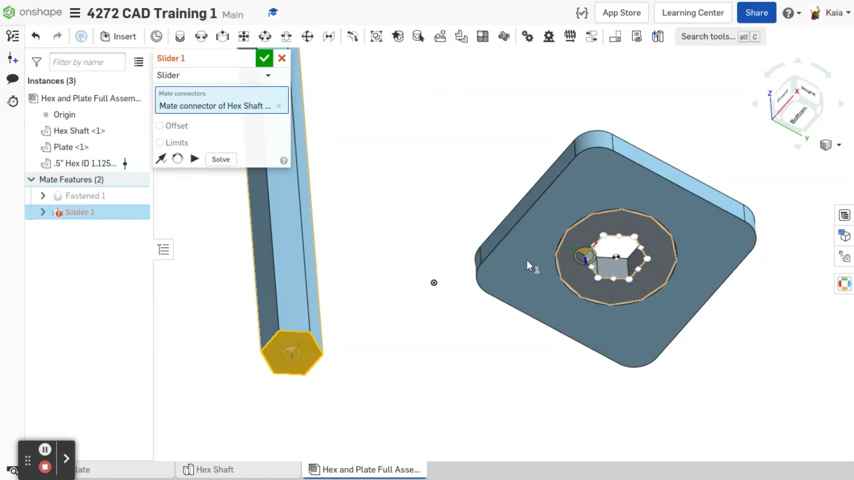 onshape
4272 CAD Training 1 Main
App Store
Learning Center
Share
Kaia
Insert
Search tools... alt C
Filter by name
Instances (3)
Hex and Plate Full Assem...
Origin
Hex Shaft <1>
Plate <1>
.5" Hex ID 1.125...
Mate Features (2)
Fastened 1
Slider 1
Slider 1
Slider
Mate connectors
Mate connector of Hex Shaft ...
Offset
Limits
Solve
1
Z
X
Y
Right
Bottom
late
Hex Shaft
Hex and Plate Full Asse...